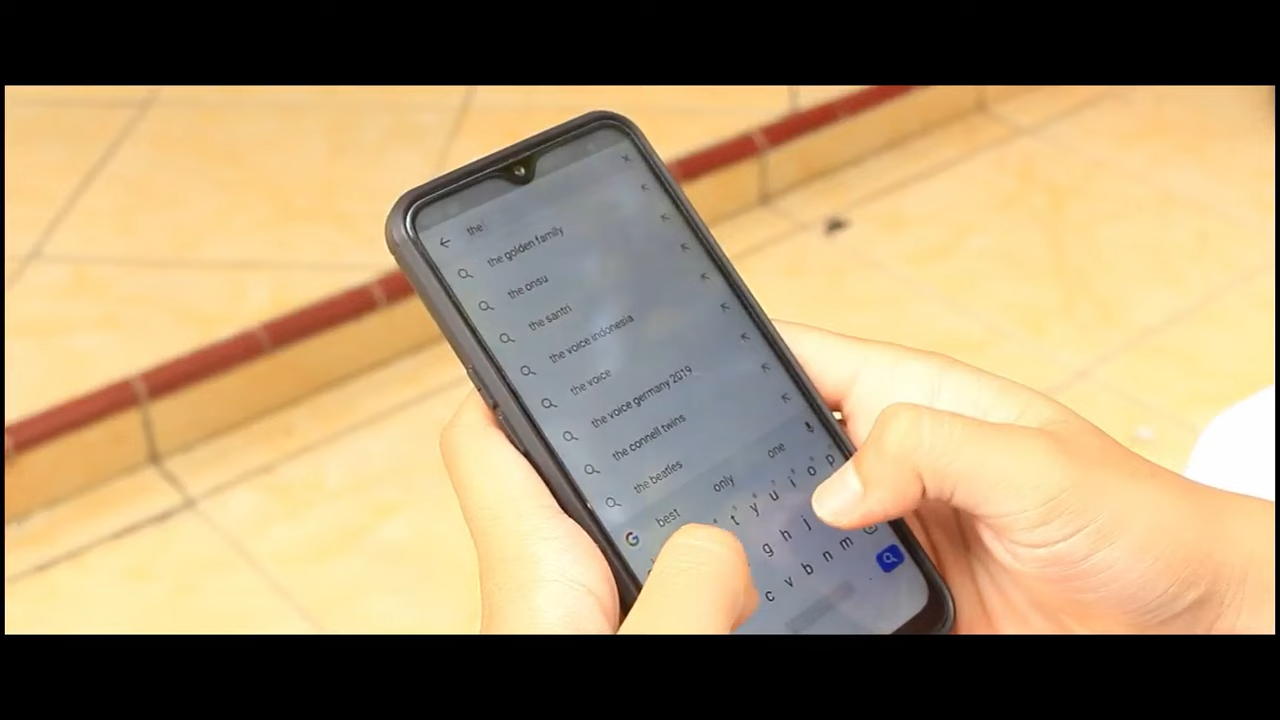 the
the golden family
the onsu
the santri
the voice indonesia
the voice
the voice germany 2019
the connell twins
the beatles
best only one
t y u i o p
g h j
c v b n m